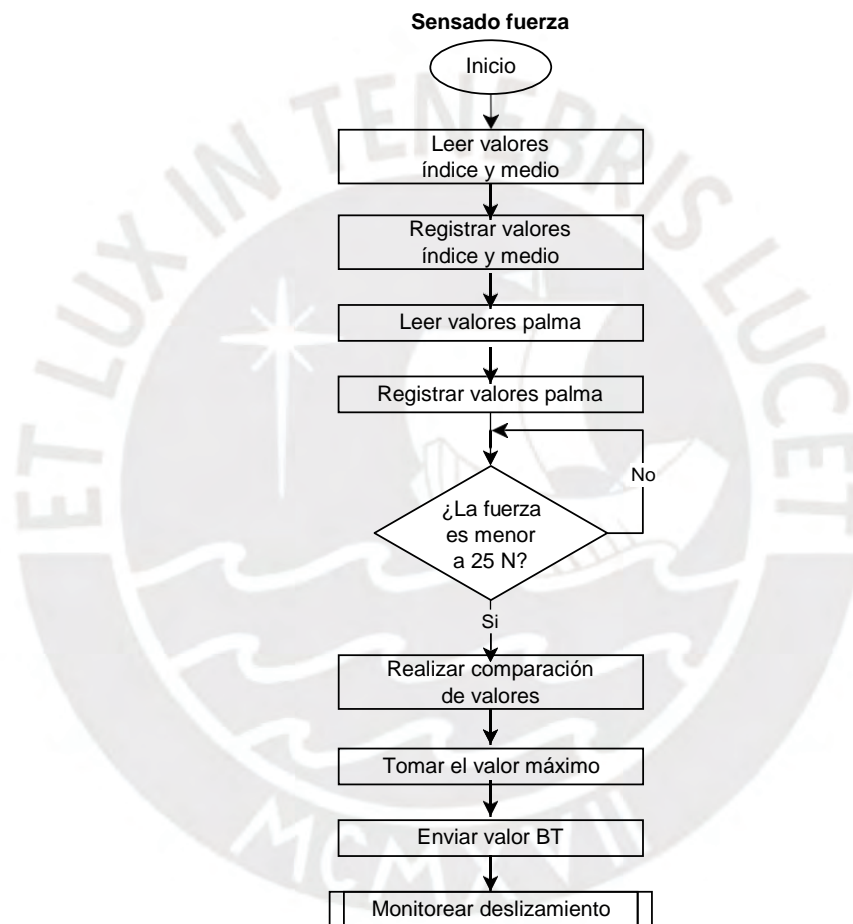 Sensado fuerza
Inicio
Leer valores
índice y medio
Registrar valores
índice y medio
Leer valores palma
Registrar valores palma
No
¿La fuerza
es menor
a 25 N?
Si
Realizar comparación
de valores
Tomar el valor máximo
Enviar valor BT
Monitorear deslizamiento
ET LUX IN TENEBRIS LUCET
MCMXVII